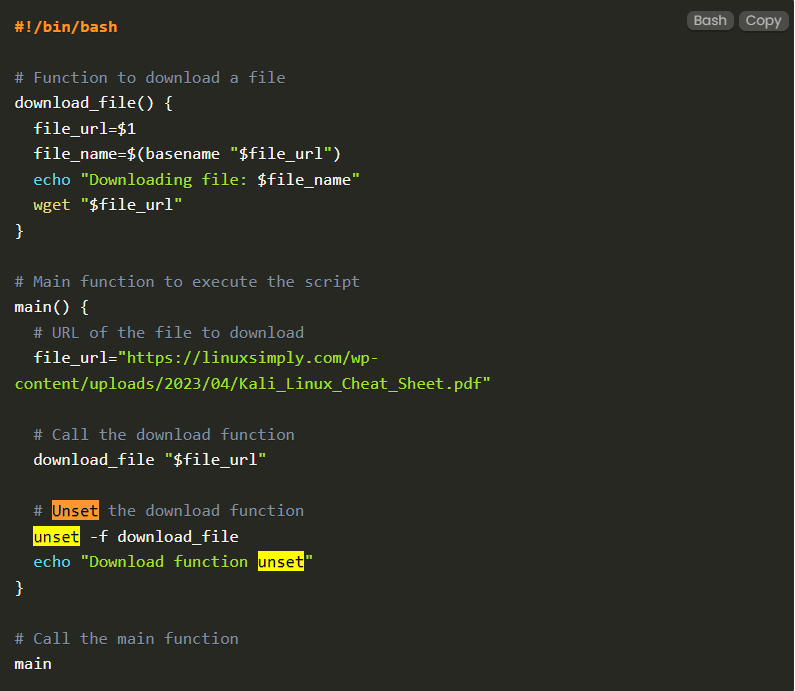 #!/bin/bash
Bash Copy
# Function to download a file
download_file() {
  file_url=$1
  file_name=$(basename "$file_url")
  echo "Downloading file: $file_name"
  wget "$file_url"
}
# Main function to execute the script
main() {
  # URL of the file to download
  file_url="https://linuxsimply.com/wp-
content/uploads/2023/04/Kali_Linux_Cheat_Sheet.pdf"
  # Call the download function
  download_file "$file_url"
  # Unset the download function
  unset -f download_file
  echo "Download function unset"
}
# Call the main function
main